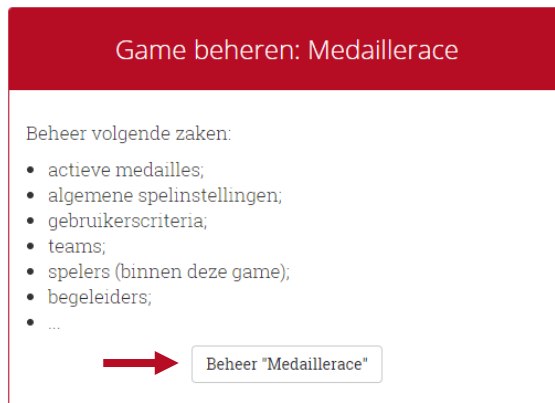 Game beheren: Medaillerace
Beheer volgende zaken:
• actieve medailles;
• algemene spelinstellingen;
• gebruikerscriteria;
• teams;
• spelers (binnen deze game);
• begeleiders;
• ...
Beheer "Medaillerace"